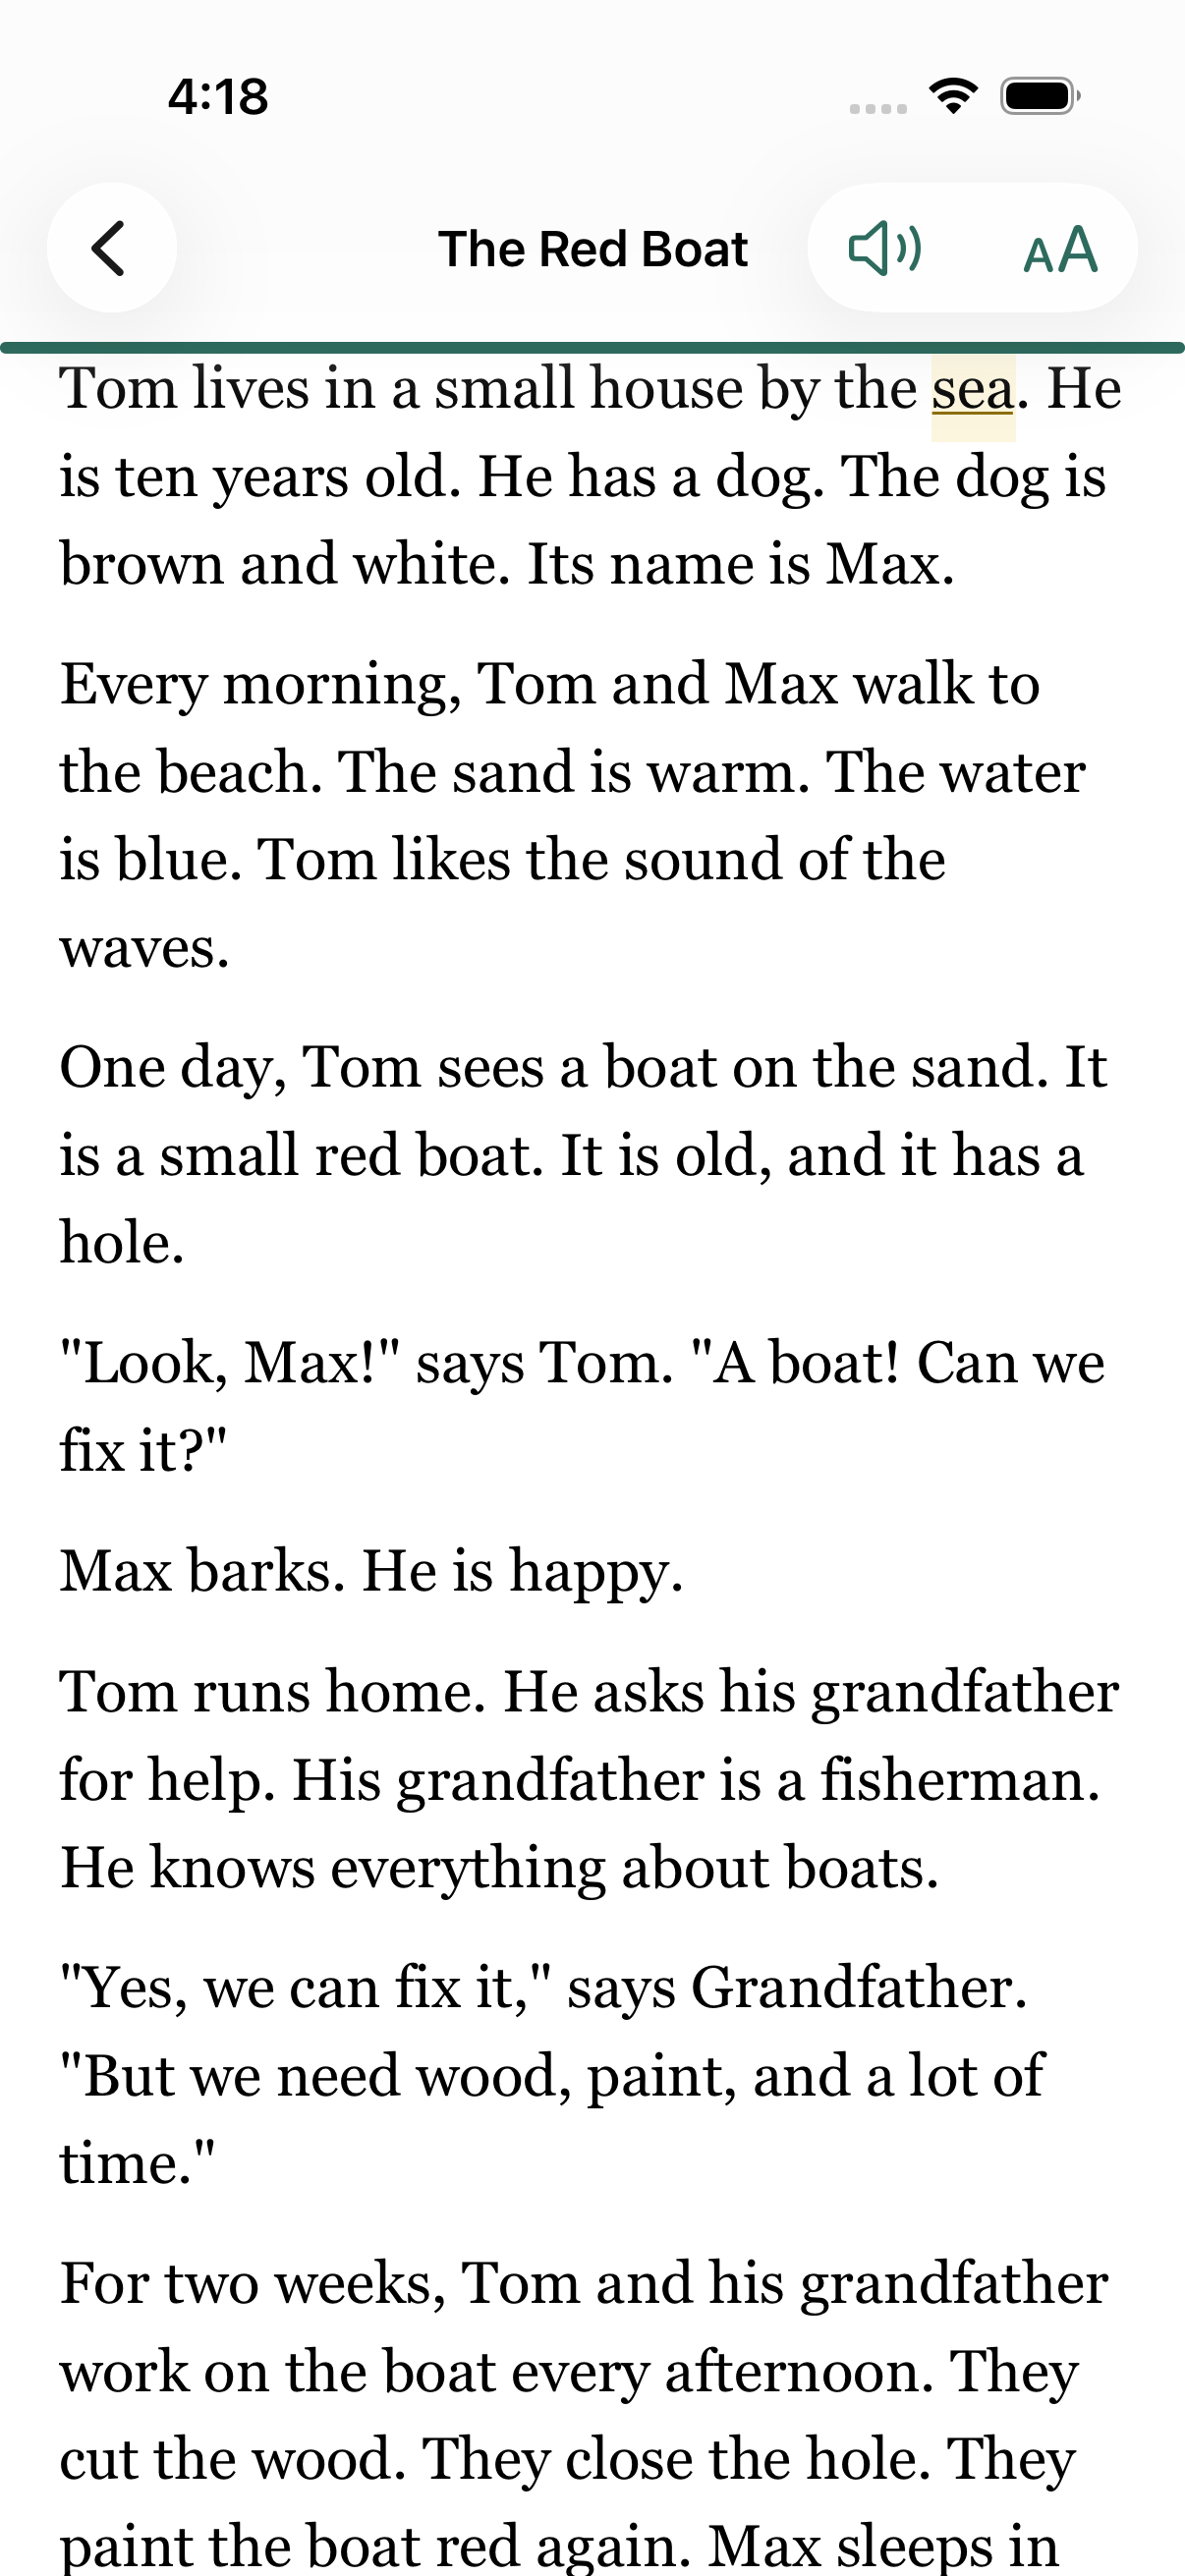 4:18
The Red Boat
AA
Tom lives in a small house by the sea. He
is ten years old. He has a dog. The dog is
brown and white. Its name is Max.
Every morning, Tom and Max walk to
the beach. The sand is warm. The water
is blue. Tom likes the sound of the
waves.
One day, Tom sees a boat on the sand. It
is a small red boat. It is old, and it has a
hole.
"Look, Max!" says Tom. "A boat! Can we
fix it?"
Max barks. He is happy.
Tom runs home. He asks his grandfather
for help. His grandfather is a fisherman.
He knows everything about boats.
"Yes, we can fix it," says Grandfather.
"But we need wood, paint, and a lot of
time."
For two weeks, Tom and his grandfather
work on the boat every afternoon. They
cut the wood. They close the hole. They
paint the boat red again. Max sleeps in